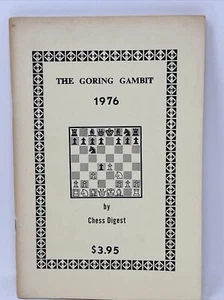 THE GORING GAMBIT
1976
by
Chess Digest
$3.95